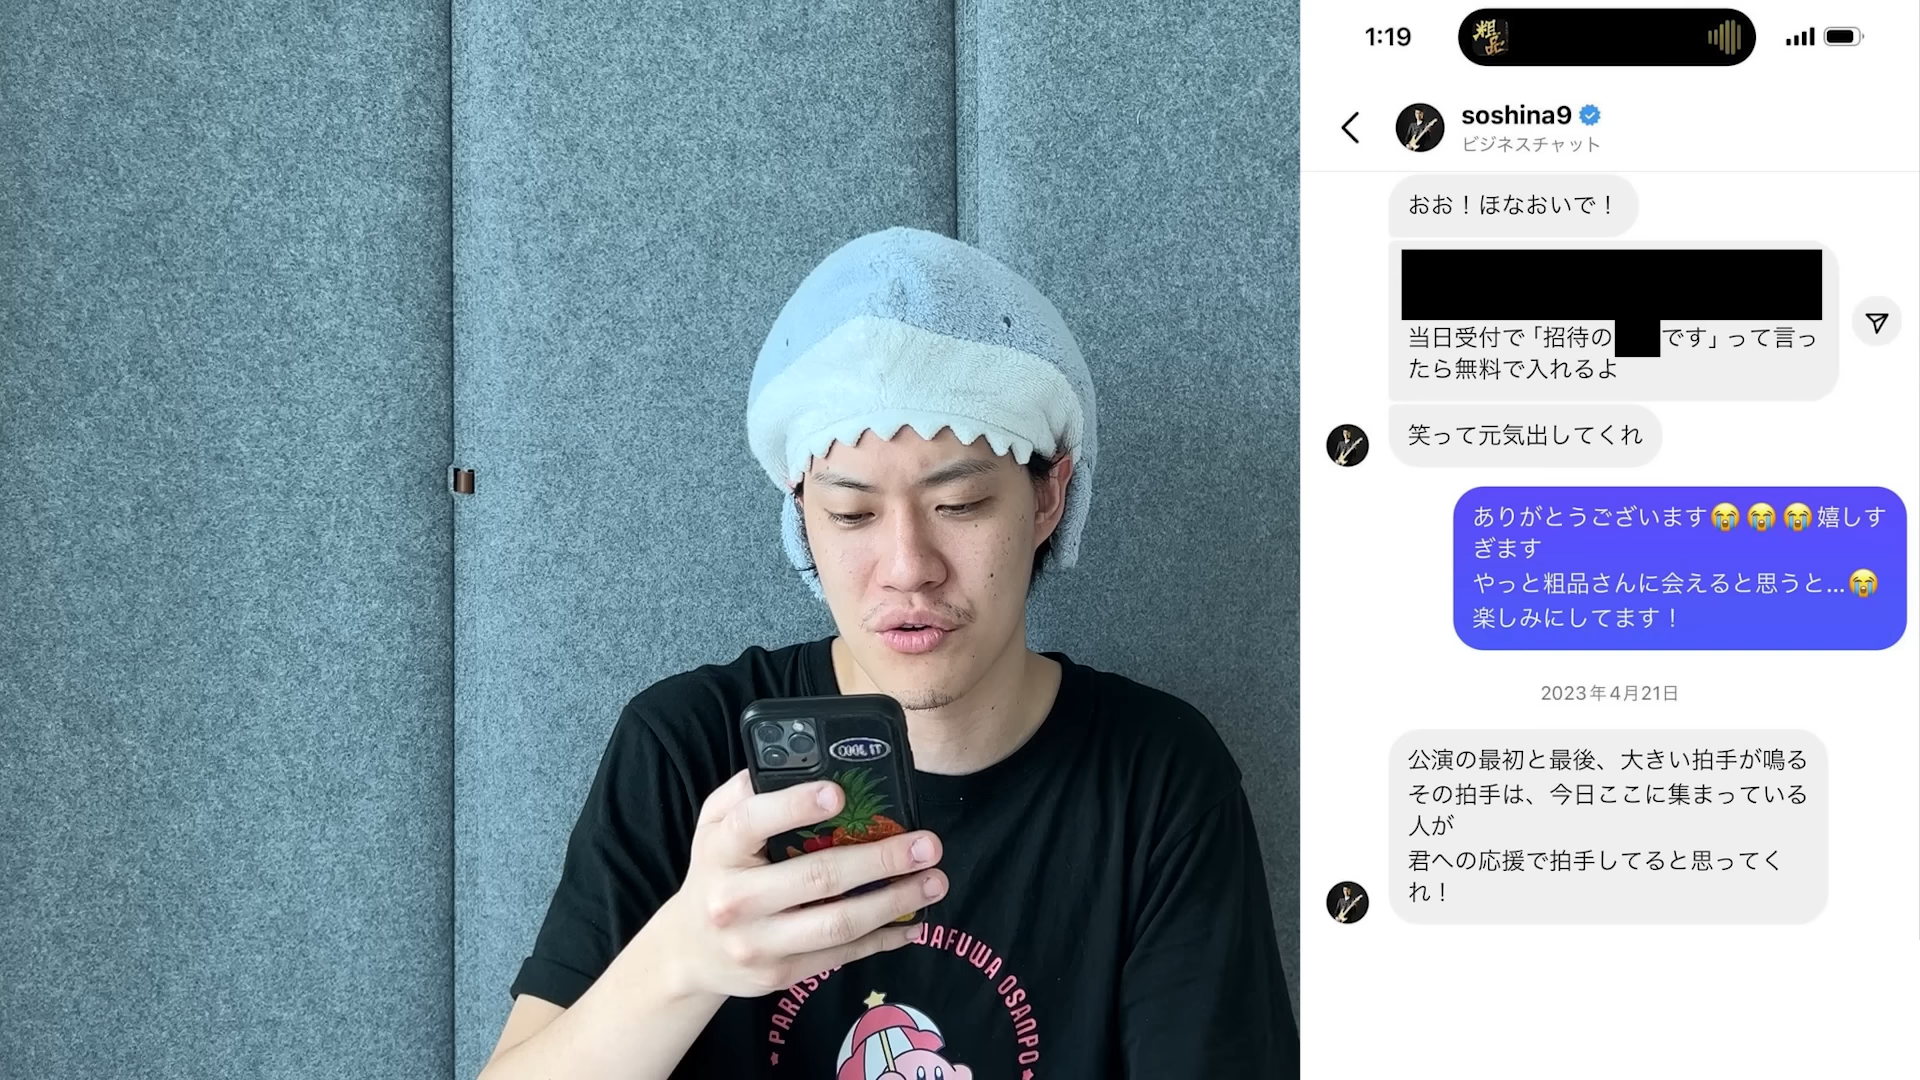 1:19
粗品
soshina9
ビジネスチャット
おお！ほなおいで！
当日受付で「招待の
です」って言っ
たら無料で入れるよ
笑って元気出してくれ
ありがとうございます😭😭😭嬉しす
ぎます
やっと粗品さんに会えると思うと...😭
楽しみにしてます！
2023年4月21日
公演の最初と最後、大きい拍手が鳴る
その拍手は、今日ここに集まっている
人が
君への応援で拍手してると思ってく
れ！
COOL IT
WAFUWA OSANPO